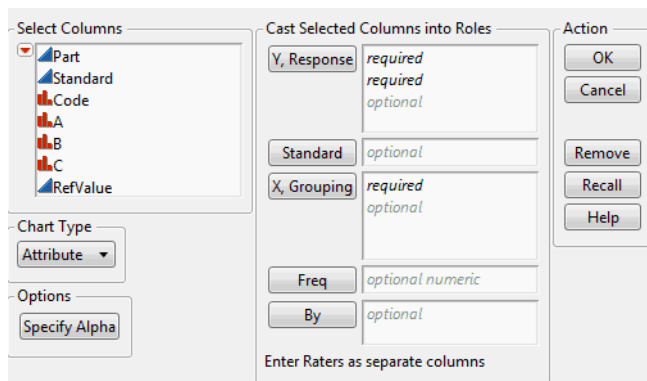 Select Columns
Part
Standard
Code
A
B
C
RefValue
Chart Type
Attribute
Options
Specify Alpha
Cast Selected Columns into Roles
Y, Response
required
required
optional
Standard
optional
X, Grouping
required
optional
Freq
optional numeric
By
optional
Enter Raters as separate columns
Action
OK
Cancel
Remove
Recall
Help